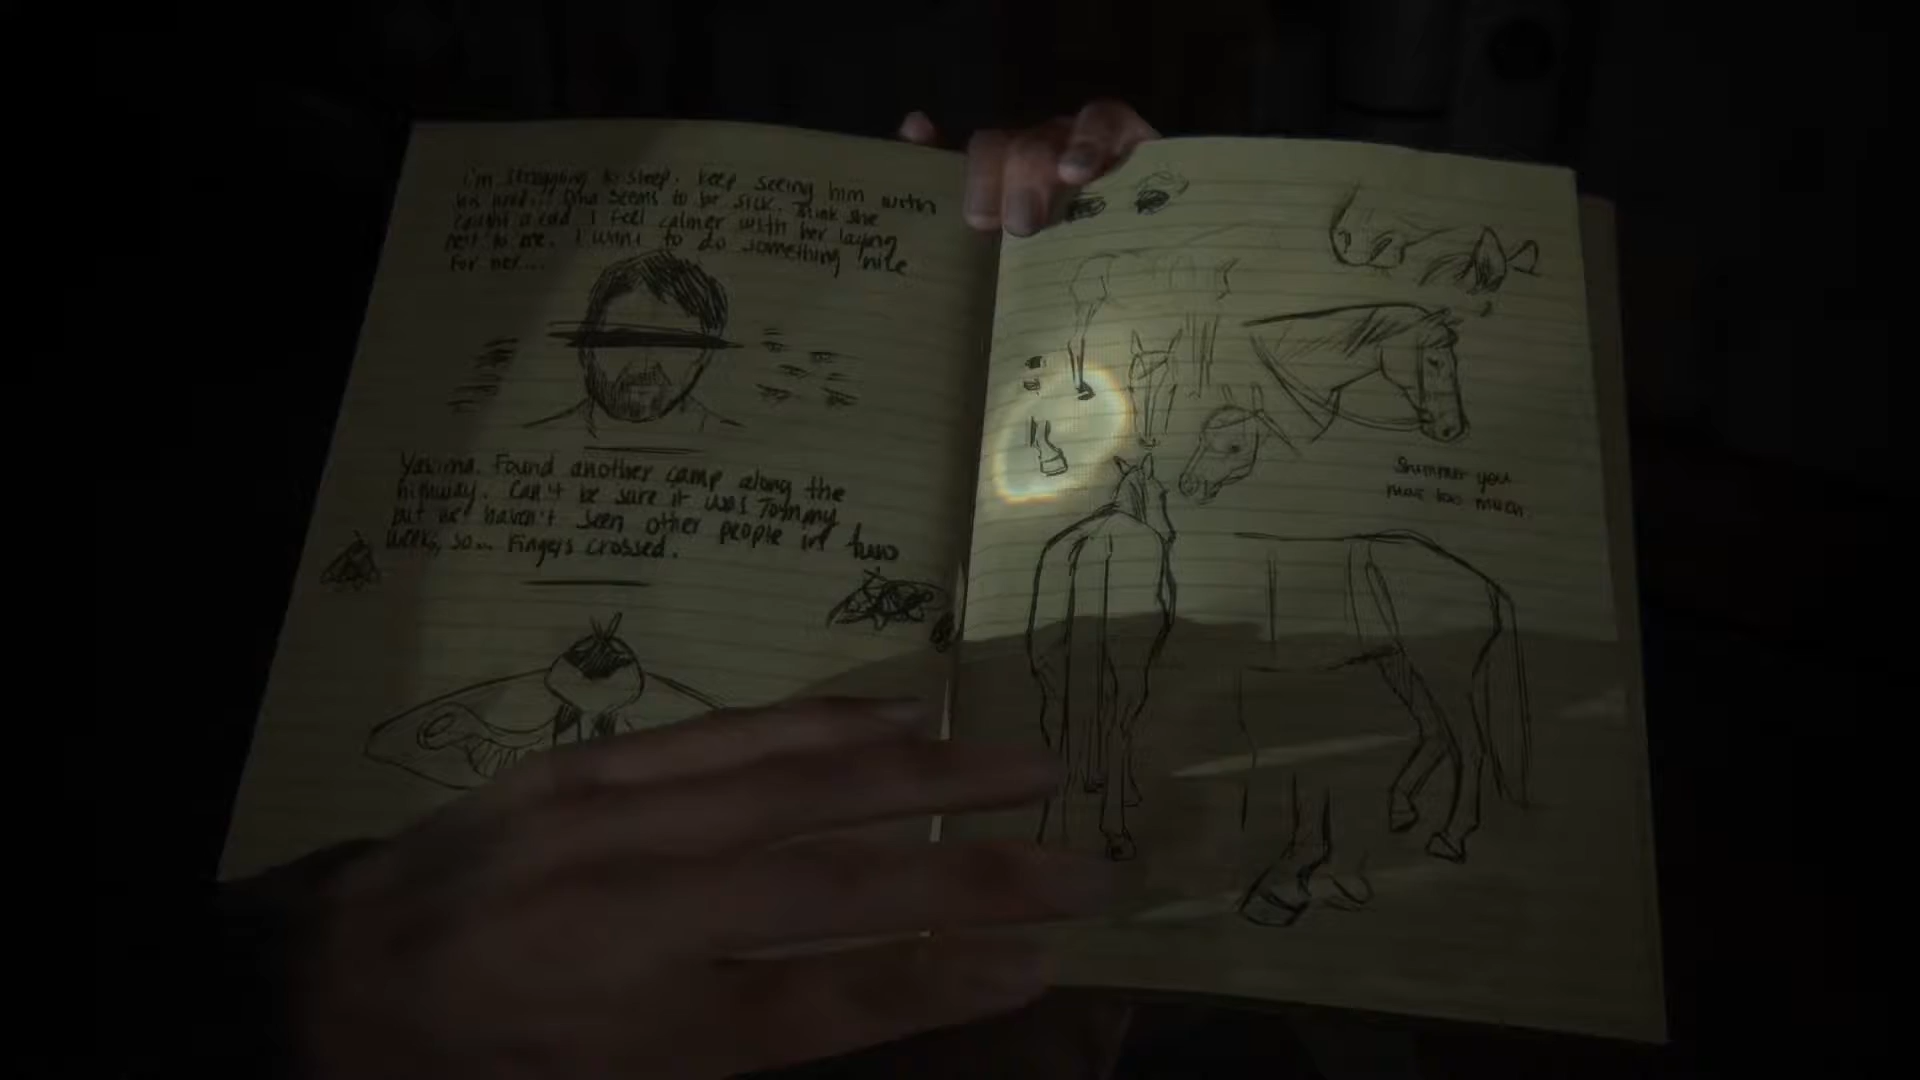 i'm struggling to sleep. Keep seeing him with
his head... Dina seems to be sick. Think she
caught a cold. I feel calmer with her laying
next to me. I want to do something nice
for her....
Yakima. Found another camp along the
highway. Can't be sure it was Tommy
but we haven't seen other people in two
weeks, so... Fingers crossed.
you
too much.